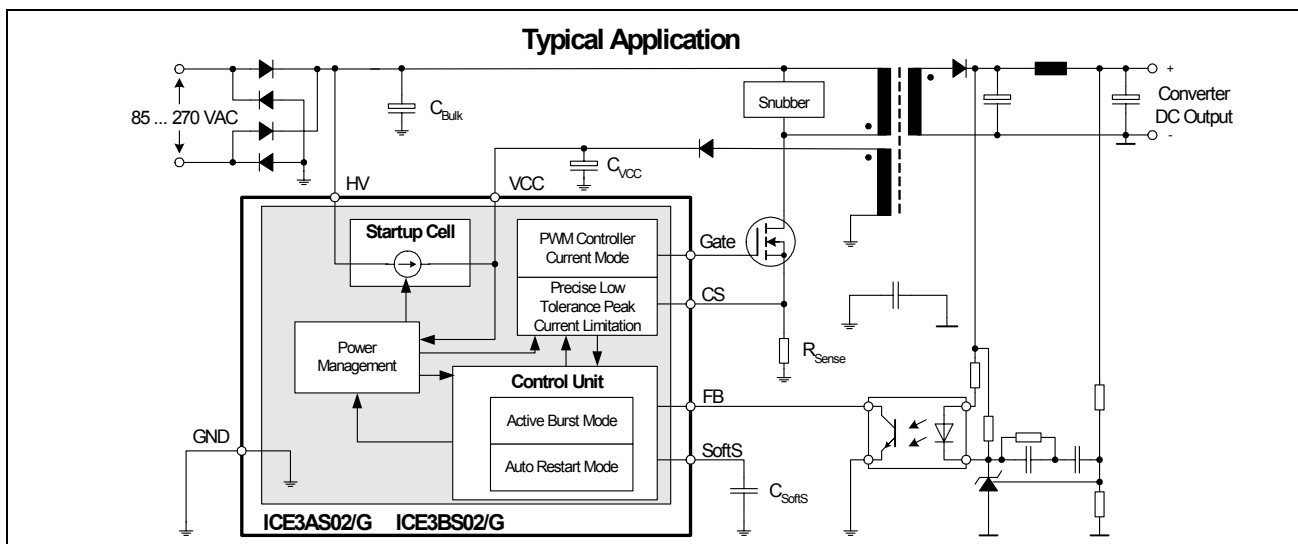 Typical Application
Snubber
+
C_Bulk
85 ... 270 VAC
Converter
DC Output
-
C_VCC
HV
VCC
Startup Cell
PWM Controller
Current Mode
Gate
Precise Low
Tolerance Peak
Current Limitation
CS
Power
Management
R_Sense
Control Unit
FB
Active Burst Mode
GND
SoftS
Auto Restart Mode
C_SoftS
ICE3AS02/G ICE3BS02/G